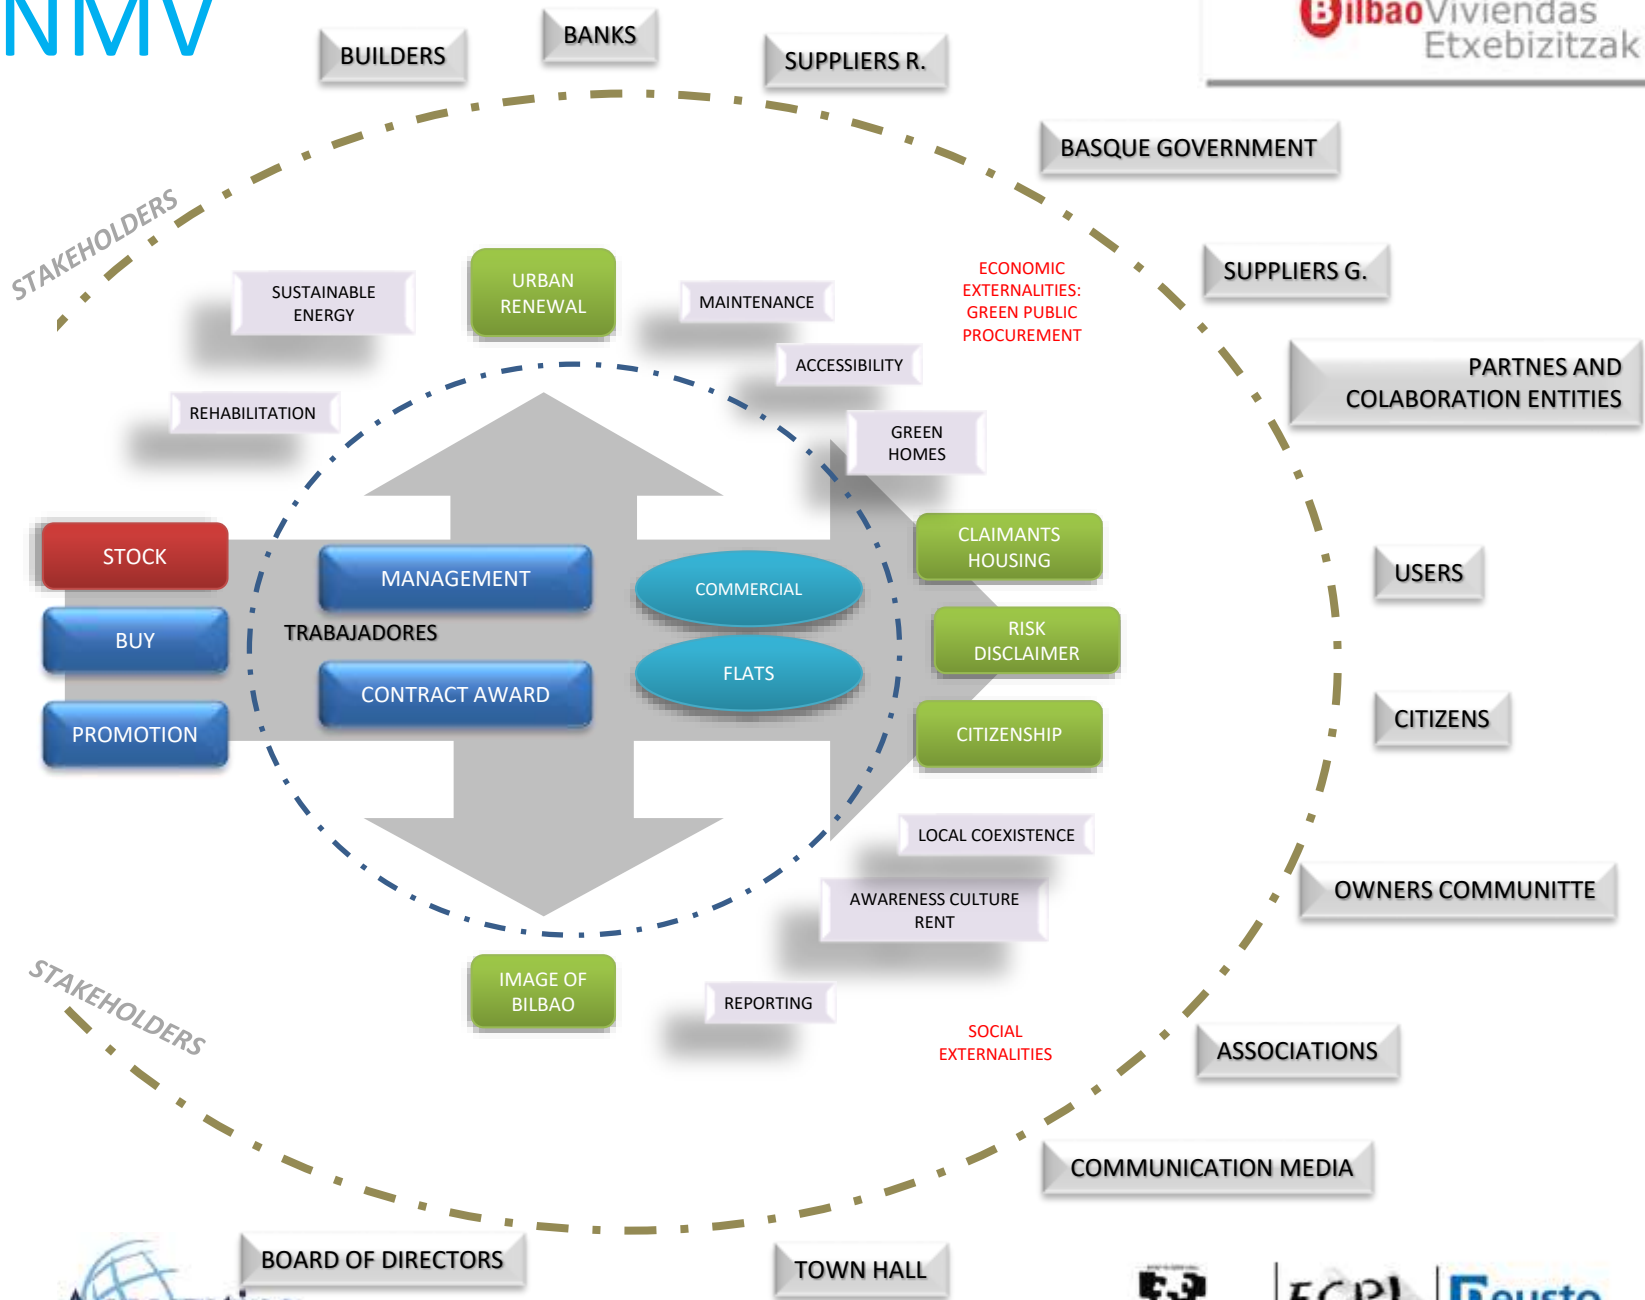 NMV
BilbaoViviendas
Etxebizitzak
BUILDERS
BANKS
SUPPLIERS R.
BASQUE GOVERNMENT
STAKEHOLDERS
SUSTAINABLE
ENERGY
URBAN
RENEWAL
MAINTENANCE
ECONOMIC
EXTERNALITIES:
GREEN PUBLIC
PROCUREMENT
SUPPLIERS G.
ACCESSIBILITY
PARTNES AND
COLABORATION ENTITIES
REHABILITATION
GREEN
HOMES
STOCK
MANAGEMENT
COMMERCIAL
CLAIMANTS
HOUSING
USERS
BUY
TRABAJADORES
RISK
DISCLAIMER
FLATS
CONTRACT AWARD
PROMOTION
CITIZENSHIP
CITIZENS
LOCAL COEXISTENCE
AWARENESS CULTURE
RENT
OWNERS COMMUNITTE
STAKEHOLDERS
IMAGE OF
BILBAO
REPORTING
SOCIAL
EXTERNALITIES
ASSOCIATIONS
COMMUNICATION MEDIA
BOARD OF DIRECTORS
TOWN HALL
Deusto